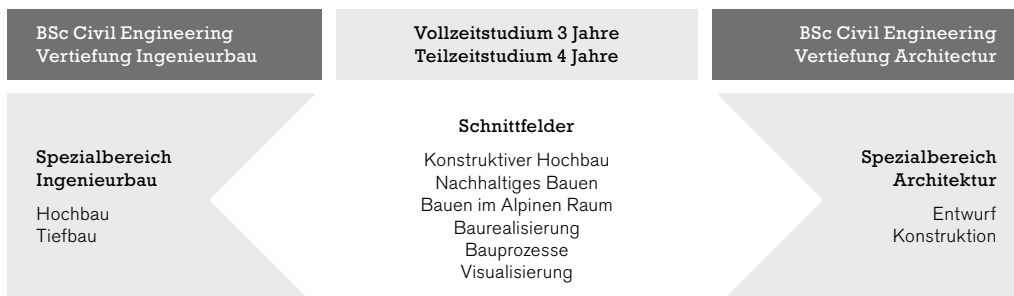 BSc Civil Engineering
Vertiefung Ingenieurbau
Vollzeitstudium 3 Jahre
Teilzeitstudium 4 Jahre
BSc Civil Engineering
Vertiefung Architectur
Spezialbereich
Ingenieurbau
Hochbau
Tiefbau
Schnittfelder
Konstruktiver Hochbau
Nachhaltiges Bauen
Bauen im Alpinen Raum
Baurealisierung
Bauprozesse
Visualisierung
Spezialbereich
Architektur
Entwurf
Konstruktion